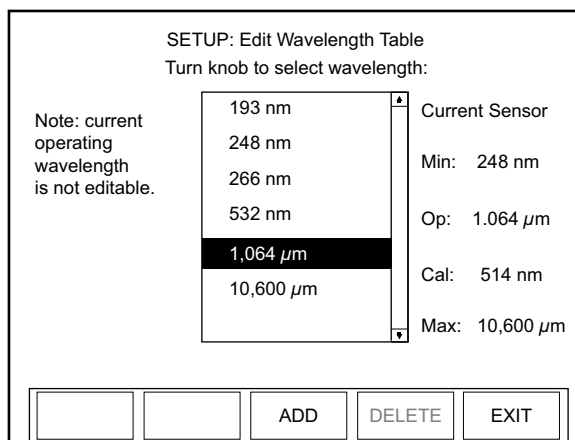 SETUP: Edit Wavelength Table
Turn knob to select wavelength:
Note: current
operating
wavelength
is not editable.
193 nm
248 nm
266 nm
532 nm
1,064 µm
10,600 µm
Current Sensor
Min: 248 nm
Op: 1.064 µm
Cal: 514 nm
Max: 10,600 µm
ADD
DELETE
EXIT